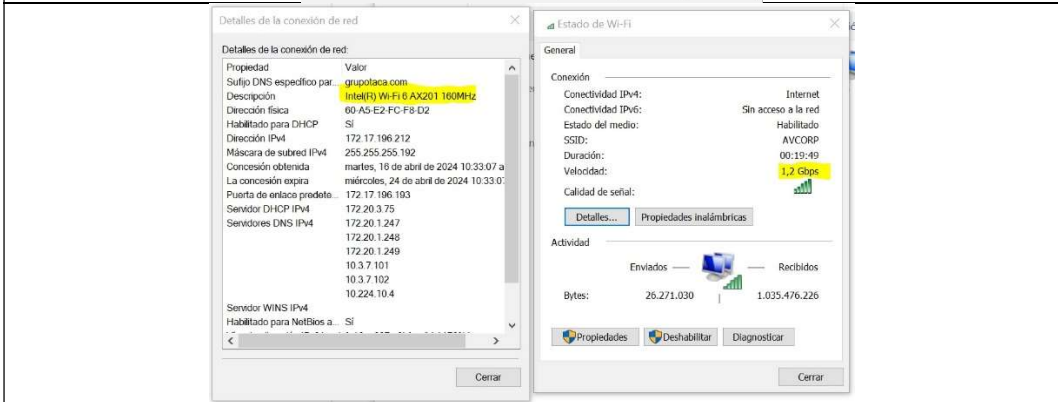 Detalles de la conexión de red
Detalles de la conexión de red:
Propiedad Valor
Sufijo DNS específico par... grupotaca.com
Descripción Intel(R) Wi-Fi 6 AX201 160MHz
Dirección física 60-A5-E2-FC-F8-D2
Habilitado para DHCP Sí
Dirección IPv4 172.17.196.212
Máscara de subred IPv4 255.255.255.192
Concesión obtenida martes, 16 de abril de 2024 10:33:07 a
La concesión expira miércoles, 24 de abril de 2024 10:33:0
Puerta de enlace predete... 172.17.196.193
Servidor DHCP IPv4 172.20.3.75
Servidores DNS IPv4 172.20.1.247
172.20.1.248
172.20.1.249
10.3.7.101
10.3.7.102
10.224.10.4
Servidor WINS IPv4
Habilitado para NetBios a... Sí
Cerrar
Estado de Wi-Fi
General
Conexión
Conectividad IPv4: Internet
Conectividad IPv6: Sin acceso a la red
Estado del medio: Habilitado
SSID: AVCORP
Duración: 00:19:49
Velocidad: 1,2 Gbps
Calidad de señal:
Detalles... Propiedades inalámbricas
Actividad
Enviados Recibidos
Bytes: 26.271.030 1.035.476.226
Propiedades Deshabilitar Diagnosticar
Cerrar